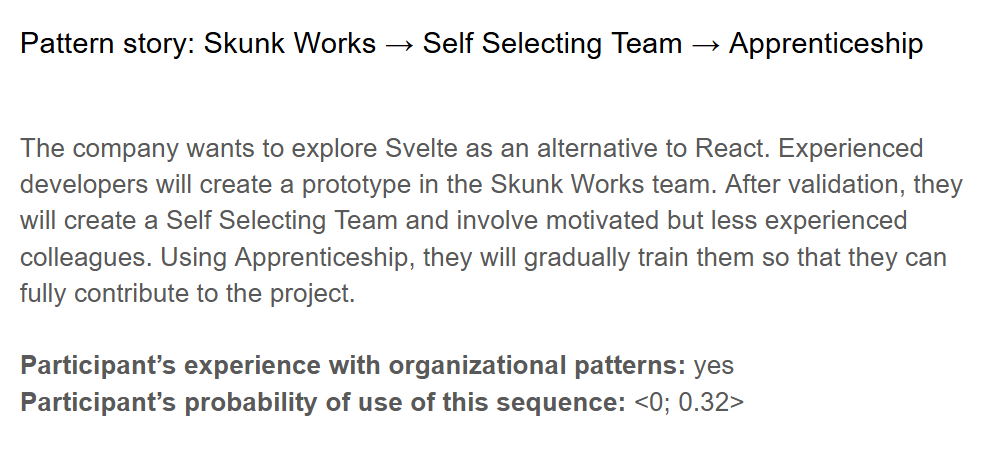 Pattern story: Skunk Works → Self Selecting Team → Apprenticeship
The company wants to explore Svelte as an alternative to React. Experienced
developers will create a prototype in the Skunk Works team. After validation, they
will create a Self Selecting Team and involve motivated but less experienced
colleagues. Using Apprenticeship, they will gradually train them so that they can
fully contribute to the project.
Participant’s experience with organizational patterns: yes
Participant’s probability of use of this sequence: <0; 0.32>